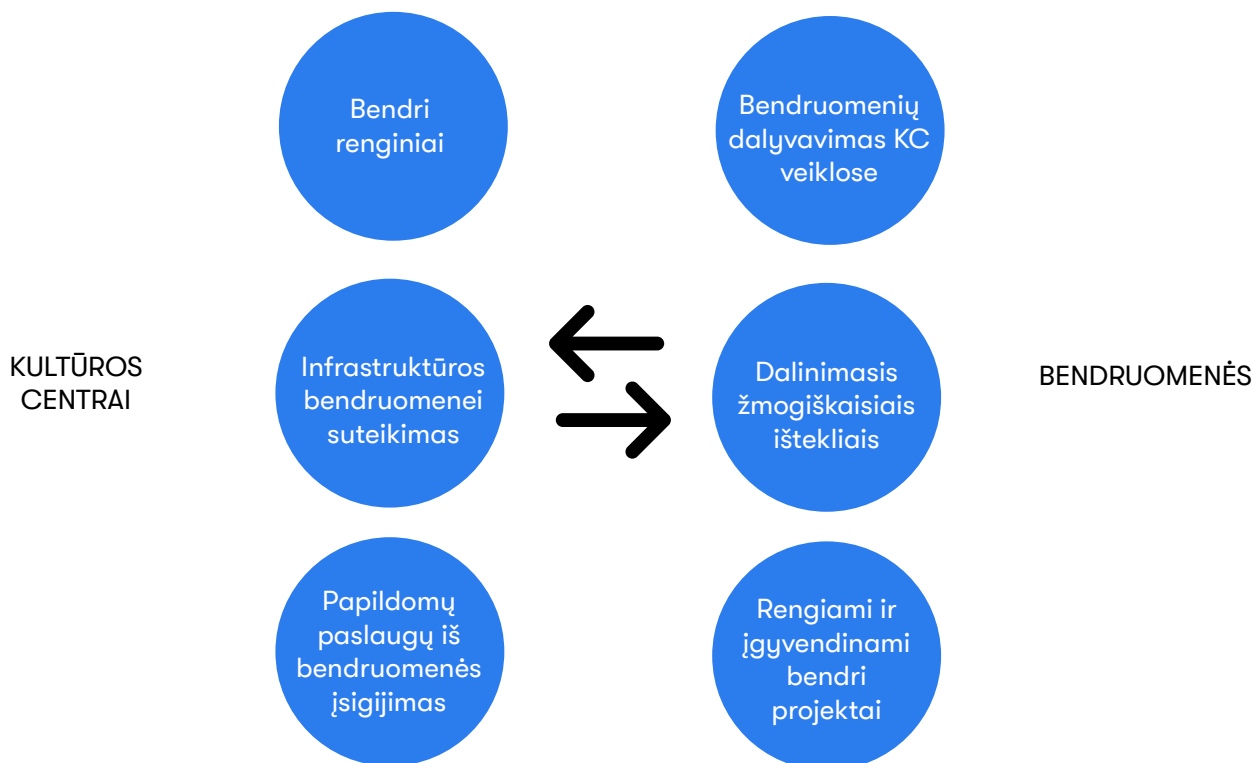 Bendri
renginiai
Bendruomenių
dalyvavimas KC
veiklose
KULTŪROS
CENTRAI
Infrastruktūros
bendruomenei
suteikimas
Dalinimasis
žmogiškaisiais
ištekliais
BENDRUOMENĖS
Papildomų
paslaugų iš
bendruomenės
įsigijimas
Rengiami ir
įgyvendinami
bendri
projektai